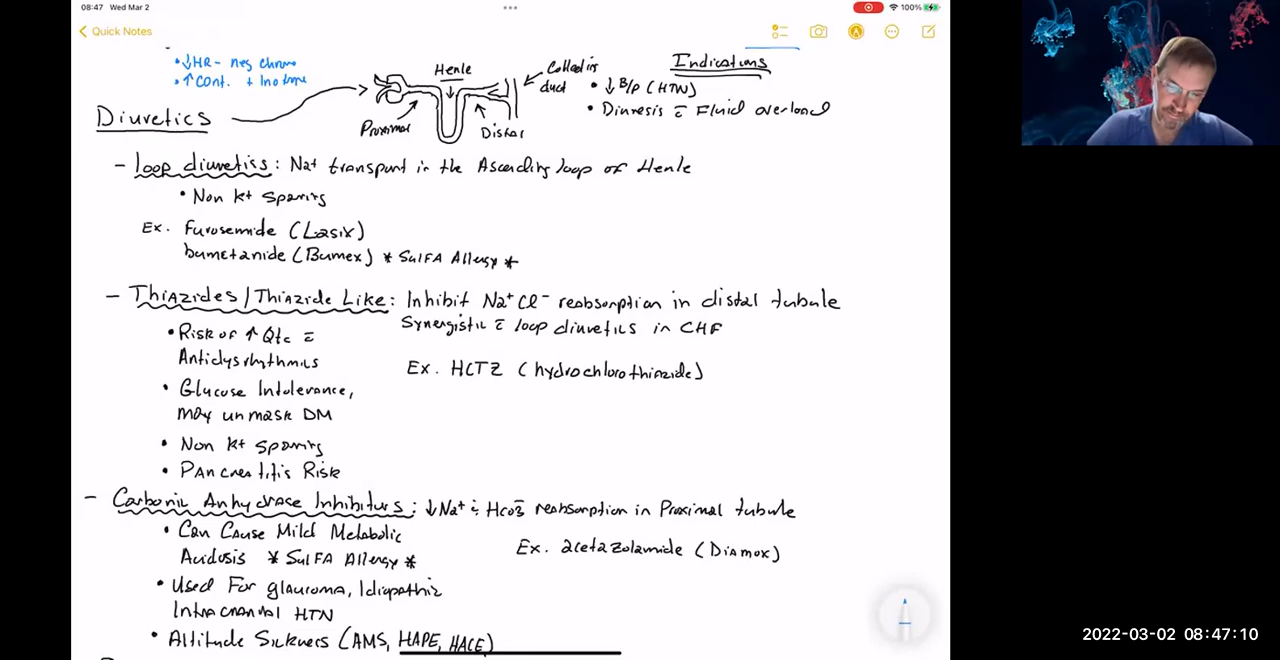 08:47 Wed Mar 2
100%
Quick Notes
• ↓HR - neg chrono
• ↑Cont. + Inotrope
Henle
Collecting duct
Proximal
Distal
Indications
• ↓ B/P (HTN)
• Diuresis c̄ Fluid overload
Diuretics
- loop diuretics: Na+ transport in the Ascending loop of Henle
• Non K+ sparing
Ex. Furosemide (Lasix)
bumetanide (Bumex) * SulFA Allergy *
- Thiazides/Thiazide Like: Inhibit Na+ Cl- reabsorption in distal tubule
Synergistic c̄ loop diuretics in CHF
• Risk of ↑ Qtc c̄
Antidysrhythmics
Ex. HCTZ (hydrochlorothiazide)
• Glucose Intolerance,
may unmask DM
• Non K+ sparing
• PAncreatitis Risk
- Carbonic Anhydrase Inhibitors: ↓Na+ & HCO3- reabsorption in Proximal tubule
• Can Cause Mild Metabolic
Acidosis * SulFA Allergy *
Ex. acetazolamide (Diamox)
• Used For glaucoma, Idiopathic
Intracranial HTN
• Altitude Sickness (AMS, HAPE, HACE)
2022-03-02 08:47:10